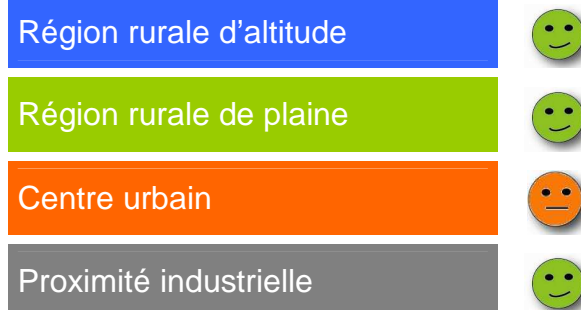 Région rurale d’altitude
Région rurale de plaine
Centre urbain
Proximité industrielle